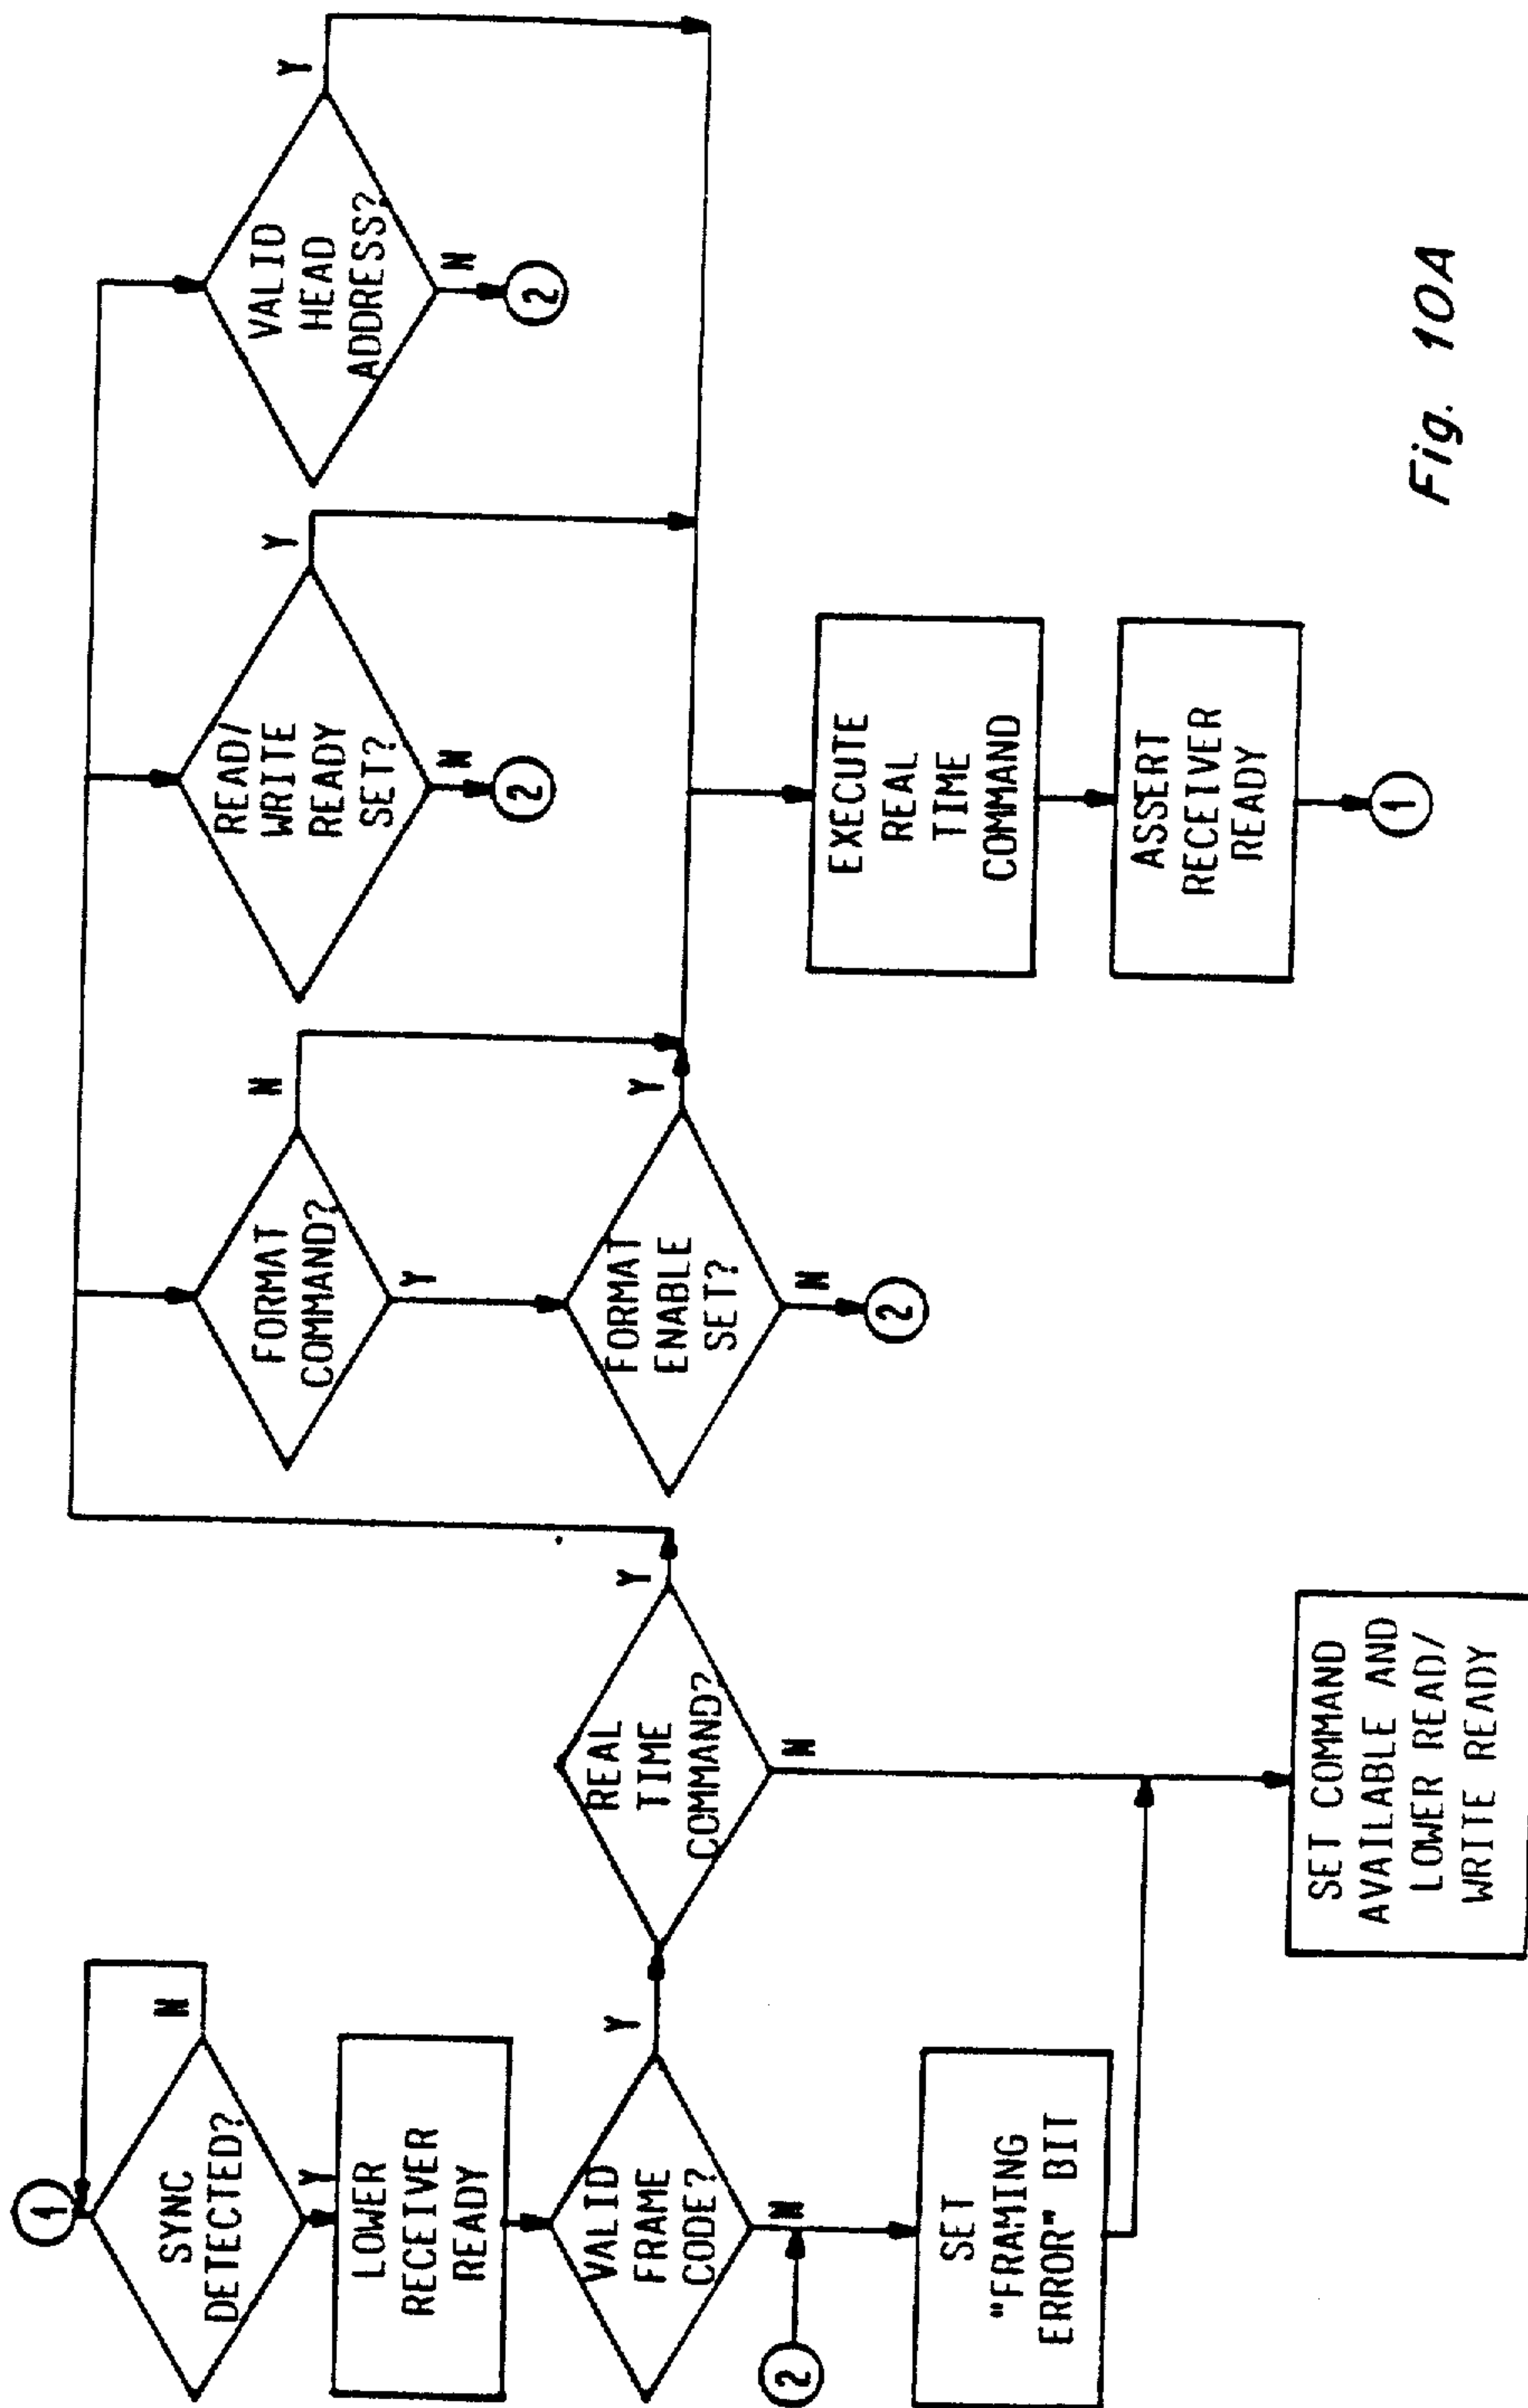 1
SYNC
DETECTED?
N
Y
LOWER
RECEIVER
READY
VALID
FRAME
CODE?
Y
N
2
SET
"FRAMING
ERROR" BIT
REAL
TIME
COMMAND?
Y
N
SET COMMAND
AVAILABLE AND
LOWER READ/
WRITE READY
FORMAT
COMMAND?
N
Y
FORMAT
ENABLE
SET?
Y
N
2
READ/
WRITE
READY
SET?
Y
N
2
VALID
HEAD
ADDRESS?
Y
N
2
EXECUTE
REAL
TIME
COMMAND
ASSERT
RECEIVER
READY
1
Fig. 10A